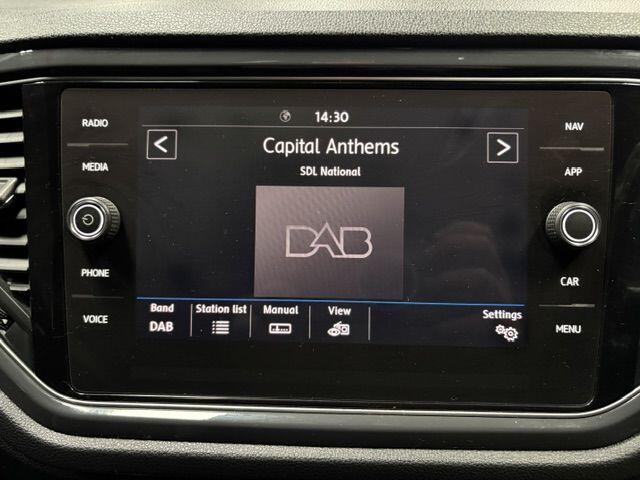 14:30
RADIO
MEDIA
PHONE
VOICE
Capital Anthems
SDL National
DAB
Band
DAB
Station list
Manual
View
Settings
NAV
APP
CAR
MENU